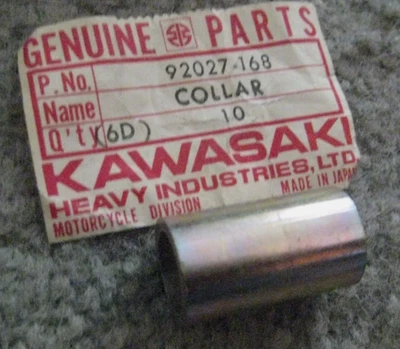 GENUINE PARTS
P. No. 92027-168
Name COLLAR
Q'ty (6D) 10
KAWASAKI
HEAVY INDUSTRIES, LTD.
MOTORCYCLE DIVISION MADE IN JAPAN